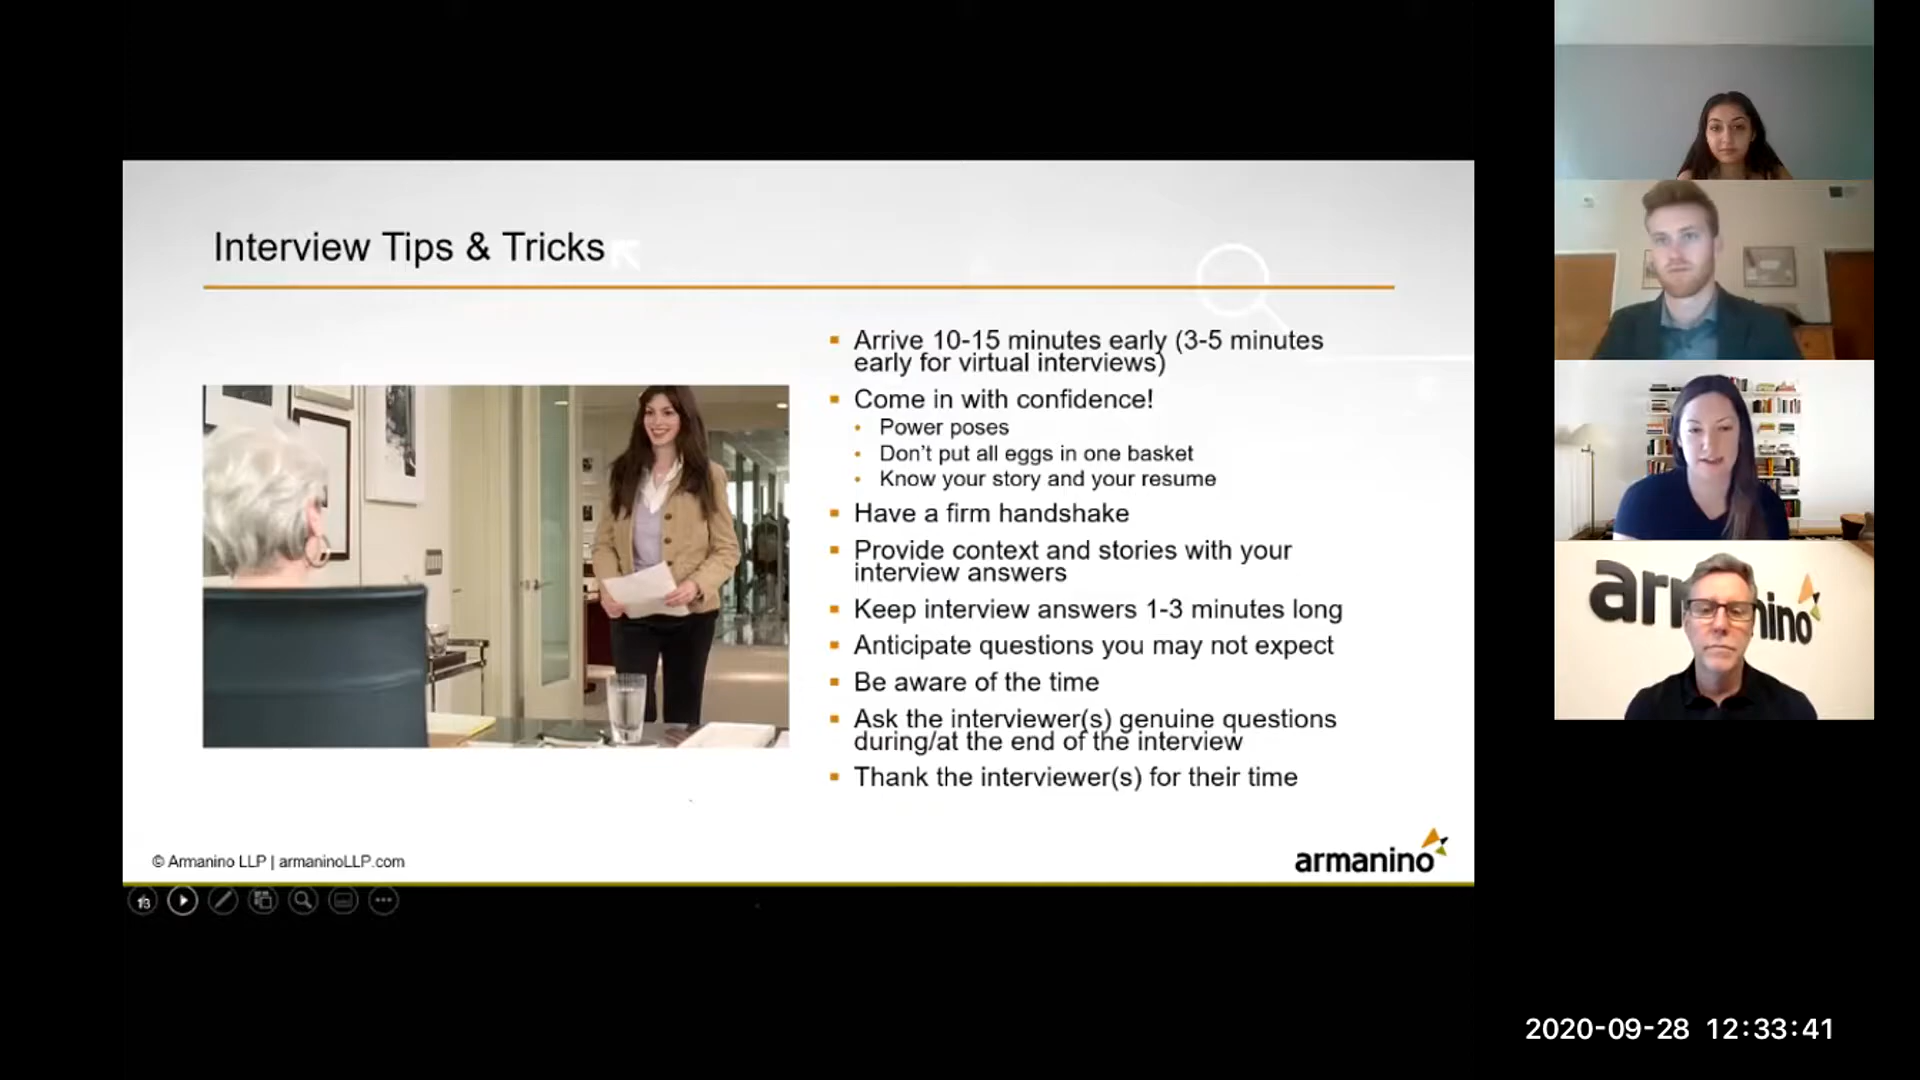 Interview Tips & Tricks
Arrive 10-15 minutes early (3-5 minutes
early for virtual interviews)
Come in with confidence!
Power poses
Don't put all eggs in one basket
Know your story and your resume
Have a firm handshake
Provide context and stories with your
interview answers
Keep interview answers 1-3 minutes long
Anticipate questions you may not expect
Be aware of the time
Ask the interviewer(s) genuine questions
during/at the end of the interview
Thank the interviewer(s) for their time
© Armanino LLP | armaninoLLP.com
armanino
13
ar nino
2020-09-28 12:33:41